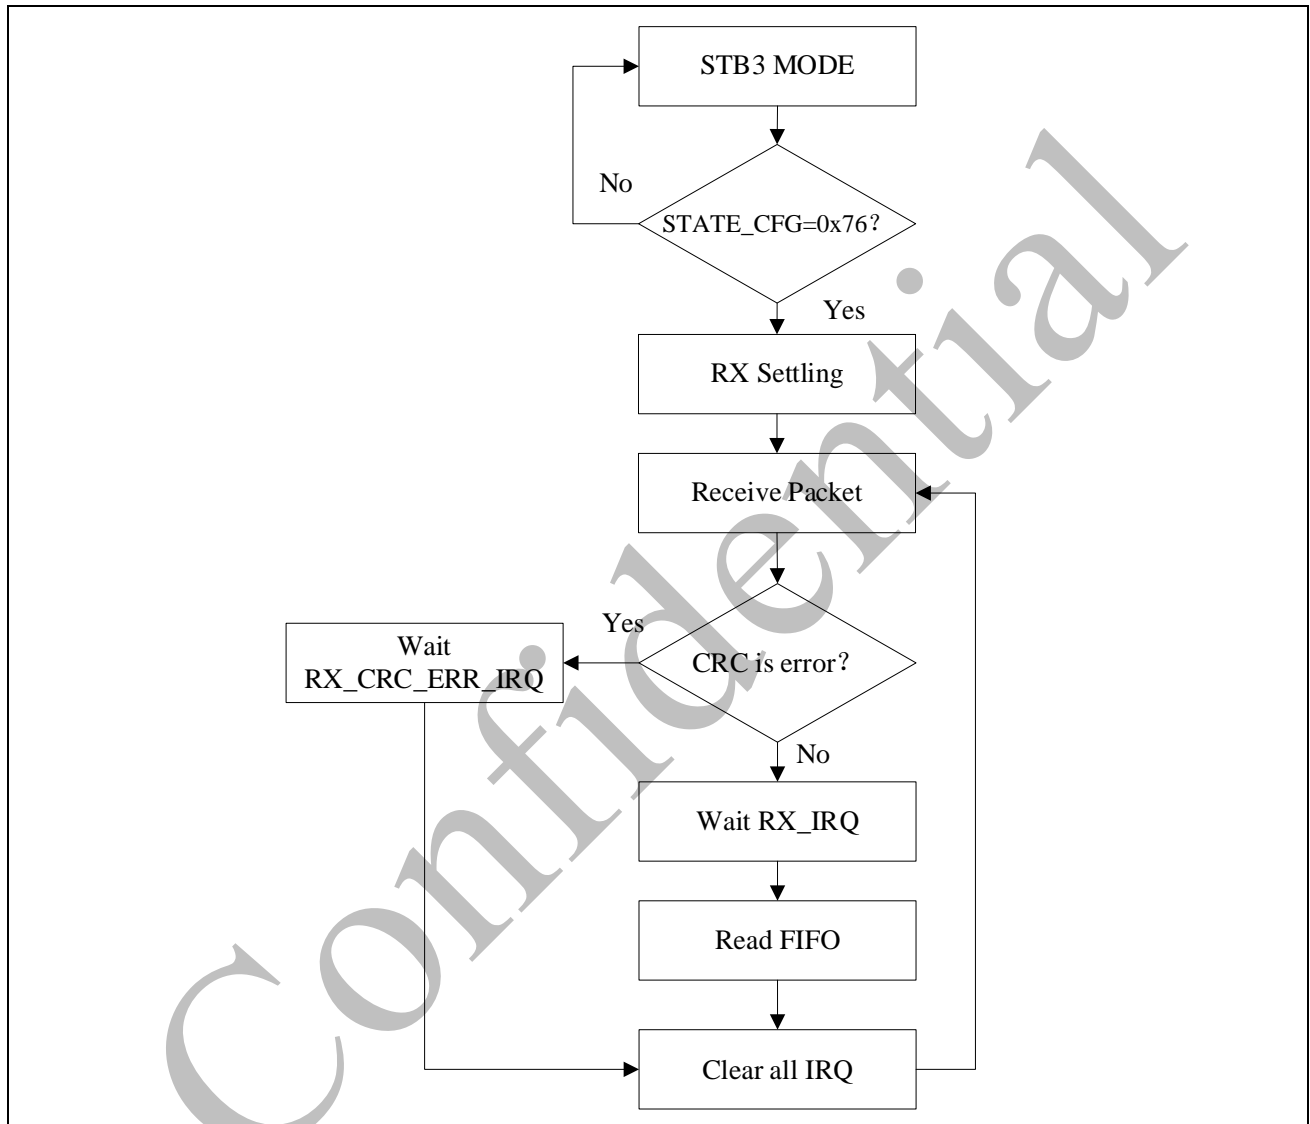 STB3 MODE
No
STATE_CFG=0x76？
Yes
RX Settling
Receive Packet
Yes
Wait
RX_CRC_ERR_IRQ
CRC is error？
No
Wait RX_IRQ
Read FIFO
Clear all IRQ
Confidential